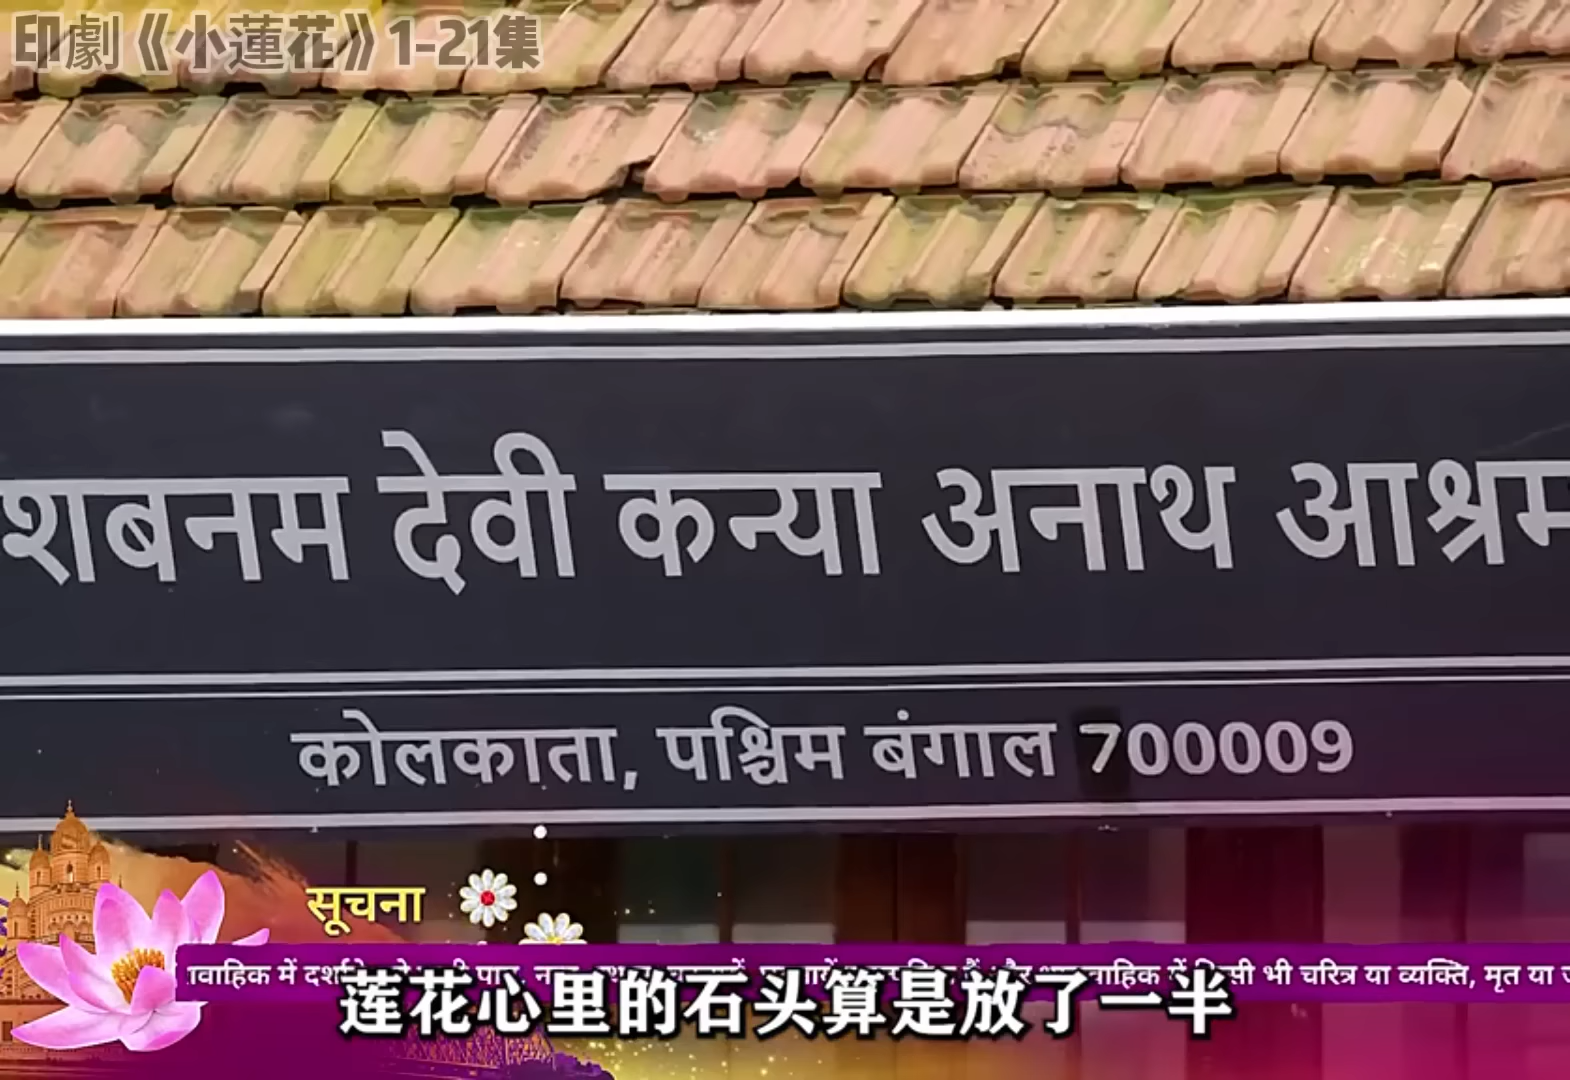 印劇《小蓮花》1-21集
शबनम देवी कन्या अनाथ आश्रम
कोलकाता, पश्चिम बंगाल 700009
सूचना
में भी चरित्र या व्यक्ति, मृत या
莲花心里的石头算是放了一半